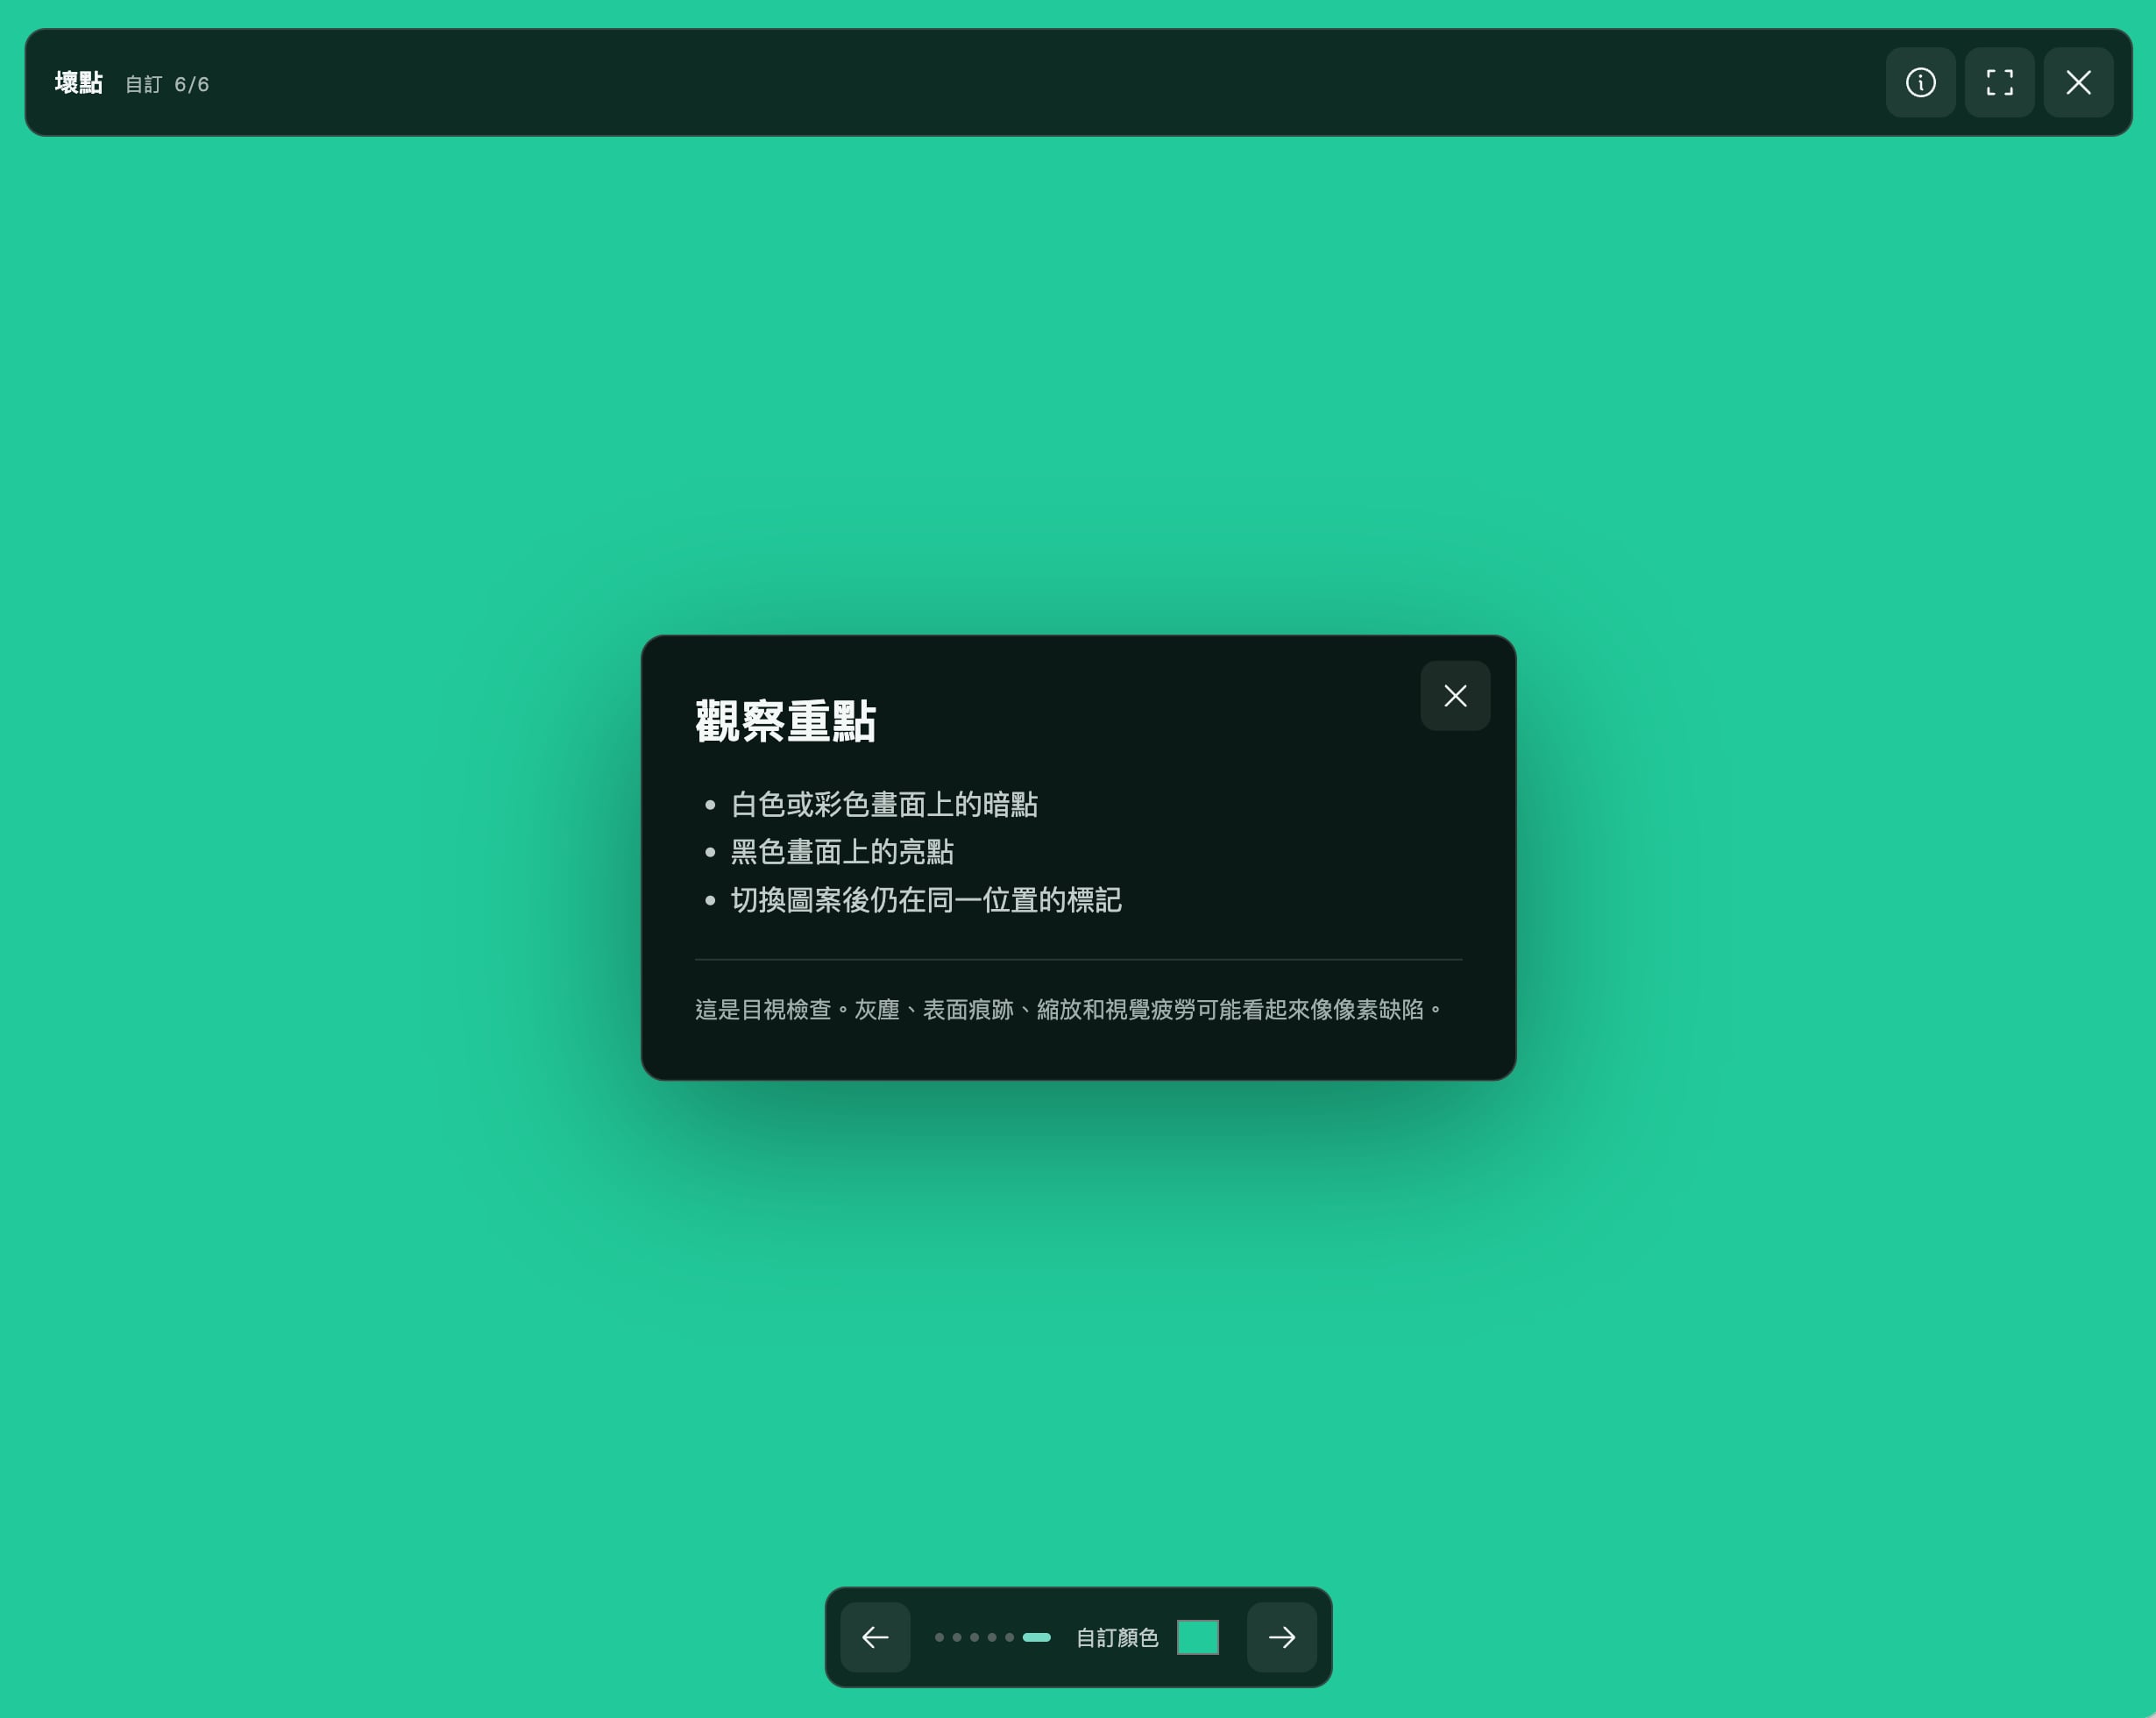 壞點 自訂 6/6
觀察重點
白色或彩色畫面上的暗點
黑色畫面上的亮點
切換圖案後仍在同一位置的標記
這是目視檢查。灰塵、表面痕跡、縮放和視覺疲勞可能看起來像像素缺陷。
自訂顏色